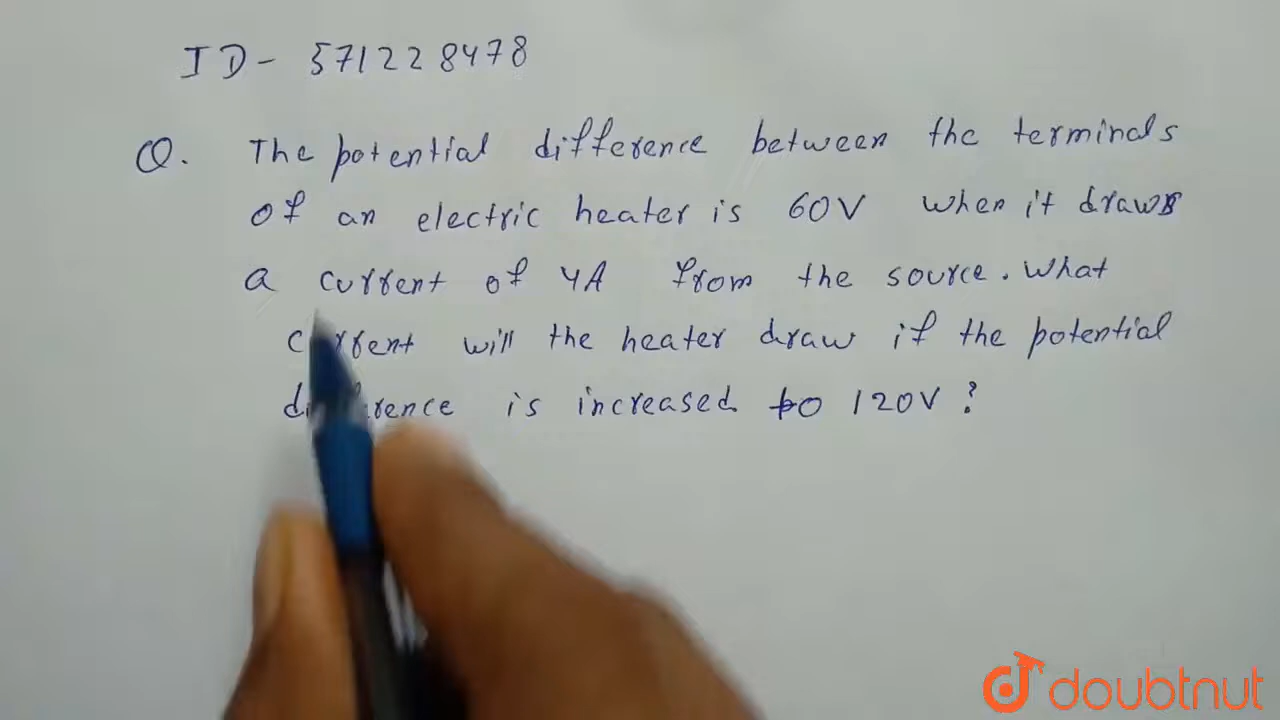 ID- 571228478
Q. The potential difference between the terminals
of an electric heater is 60V when it draws
a current of 4A from the source. What
current will the heater draw if the potential
is increased to 120V ?
doubtnut